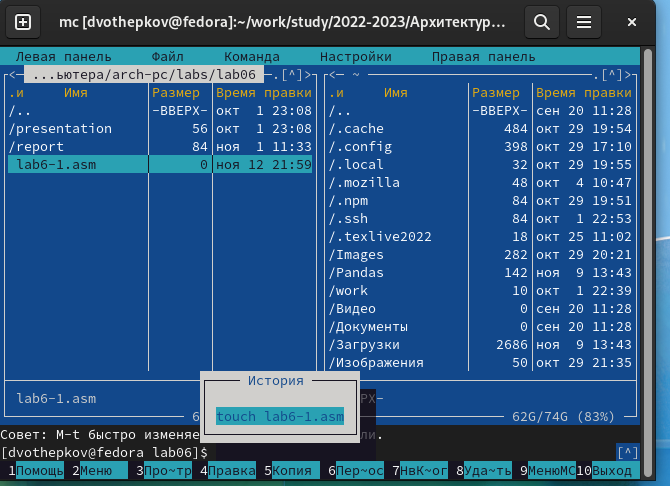 mc [dvothepkov@fedora]:~/work/study/2022-2023/Архитектур...
Левая панель Файл Команда Настройки Правая панель
<— ...ьютера/arch-pc/labs/lab06 —.[^]> <— ~ —.[^]>
.и Имя Размер Время правки .и Имя Размер Время правки
/.. -ВВЕРХ- окт 1 23:08 /.. -ВВЕРХ- сен 20 11:28
/presentation 56 окт 1 23:08 /.cache 484 окт 29 19:54
/report 84 ноя 1 11:33 /.config 398 окт 29 17:10
lab6-1.asm 0 ноя 12 21:59 /.local 32 окт 29 19:55
/.mozilla 48 окт 4 10:47
/.npm 84 окт 29 19:51
/.ssh 84 окт 1 22:53
/.texlive2022 18 окт 25 11:02
/Images 282 окт 29 20:21
/Pandas 142 ноя 9 13:43
/work 10 окт 1 22:39
/Видео 0 сен 20 11:28
/Документы 0 сен 20 11:28
/Загрузки 2686 ноя 9 13:43
/Изображения 50 окт 29 21:35
История
lab6-1.asm РХ-
touch lab6-1.asm
6 62G/74G (83%)
Совет: M-t быстро изменяе ли.
[dvothepkov@fedora lab06]$ [^]
1Помощь 2Меню 3Про~тр 4Правка 5Копия 6Пер~ос 7НвК~ог 8Уда~ть 9МенюMC 10Выход